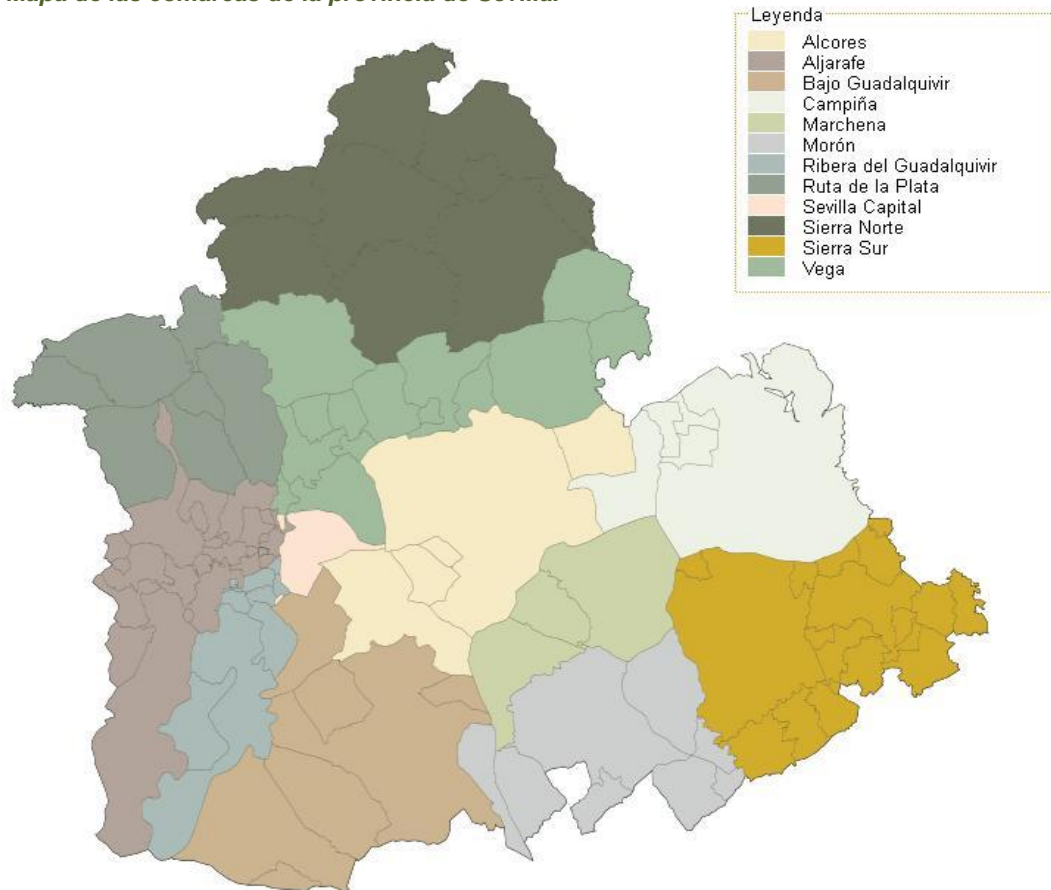 Mapa de las comarcas de la provincia de Sevilla.
Leyenda
Alcores
Aljarafe
Bajo Guadalquivir
Campiña
Marchena
Morón
Ribera del Guadalquivir
Ruta de la Plata
Sevilla Capital
Sierra Norte
Sierra Sur
Vega